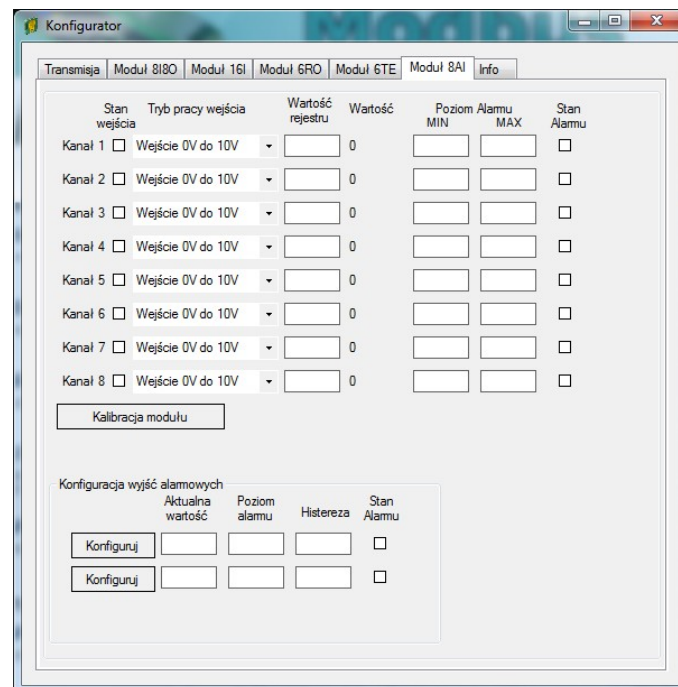 Modbus
Konfigurator
Transmisja Moduł 8I8O Moduł 16I Moduł 6RO Moduł 6TE Moduł 8AI Info
Stan wejścia Tryb pracy wejścia Wartość rejestru Wartość Poziom Alarmu MIN MAX Stan Alarmu
Kanał 1 Wejście 0V do 10V 0
Kanał 2 Wejście 0V do 10V 0
Kanał 3 Wejście 0V do 10V 0
Kanał 4 Wejście 0V do 10V 0
Kanał 5 Wejście 0V do 10V 0
Kanał 6 Wejście 0V do 10V 0
Kanał 7 Wejście 0V do 10V 0
Kanał 8 Wejście 0V do 10V 0
Kalibracja modułu
Konfiguracja wyjść alarmowych
Aktualna wartość Poziom alarmu Histereza Stan Alarmu
Konfiguruj
Konfiguruj